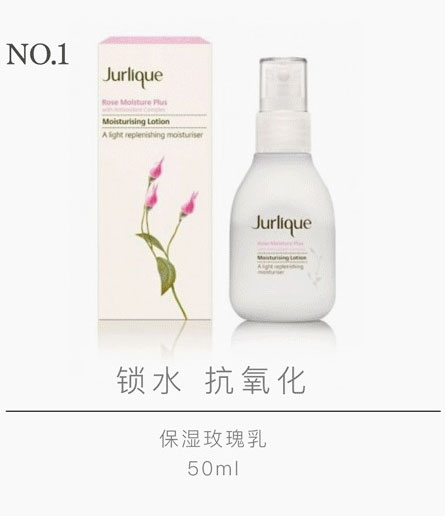 NO.1
Jurlique
Rose Moisture Plus
with Antioxidant Complex
Moisturising Lotion
A light replenishing moisturiser
Jurlique
Rose Moisture Plus
Moisturising Lotion
A light replenishing
moisturiser
锁水 抗氧化
保湿玫瑰乳
50ml